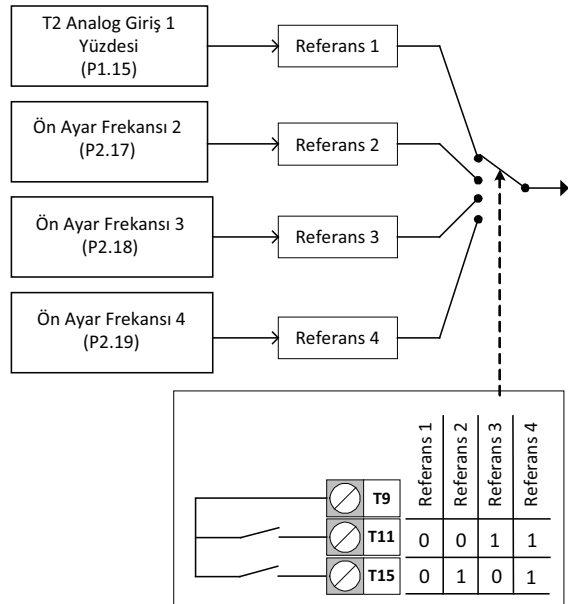 T2 Analog Giriş 1
Yüzdesi
(P1.15)
Referans 1
Ön Ayar Frekansı 2
(P2.17)
Referans 2
Ön Ayar Frekansı 3
(P2.18)
Referans 3
Ön Ayar Frekansı 4
(P2.19)
Referans 4
Referans 1
Referans 2
Referans 3
Referans 4
T9
T11 0 0 1 1
T15 0 1 0 1